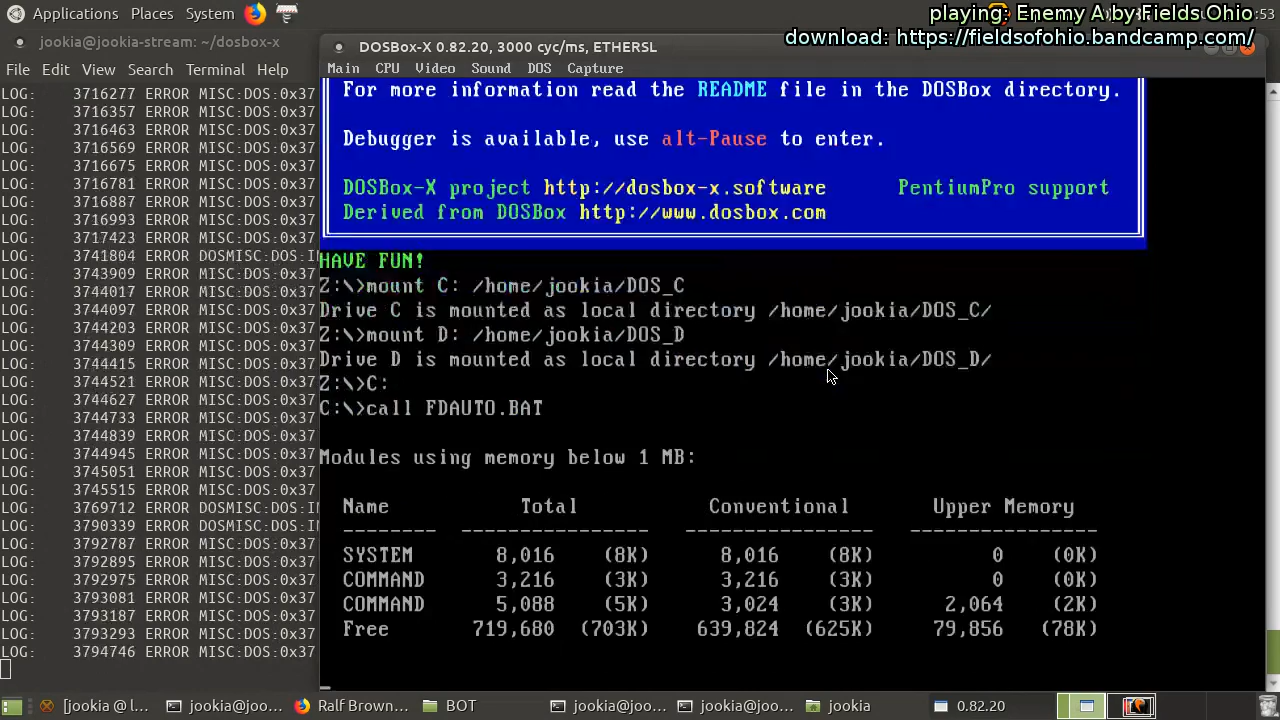 Applications Places System
53
playing: Enemy A by Fields Ohio
download: https://fieldsofohio.bandcamp.com/
jookia@jookia-stream: ~/dosbox-x
File Edit View Search Terminal Help
LOG: 3716277 ERROR MISC:DOS:0x37
LOG: 3716357 ERROR MISC:DOS:0x37
LOG: 3716463 ERROR MISC:DOS:0x37
LOG: 3716569 ERROR MISC:DOS:0x37
LOG: 3716675 ERROR MISC:DOS:0x37
LOG: 3716781 ERROR MISC:DOS:0x37
LOG: 3716887 ERROR MISC:DOS:0x37
LOG: 3716993 ERROR MISC:DOS:0x37
LOG: 3717423 ERROR MISC:DOS:0x37
LOG: 3741804 ERROR DOSMISC:DOS:IN
LOG: 3743909 ERROR MISC:DOS:0x37
LOG: 3744017 ERROR MISC:DOS:0x37
LOG: 3744097 ERROR MISC:DOS:0x37
LOG: 3744203 ERROR MISC:DOS:0x37
LOG: 3744309 ERROR MISC:DOS:0x37
LOG: 3744415 ERROR MISC:DOS:0x37
LOG: 3744521 ERROR MISC:DOS:0x37
LOG: 3744627 ERROR MISC:DOS:0x37
LOG: 3744733 ERROR MISC:DOS:0x37
LOG: 3744839 ERROR MISC:DOS:0x37
LOG: 3744945 ERROR MISC:DOS:0x37
LOG: 3745051 ERROR MISC:DOS:0x37
LOG: 3745515 ERROR MISC:DOS:0x37
LOG: 3769712 ERROR DOSMISC:DOS:IN
LOG: 3790339 ERROR DOSMISC:DOS:IN
LOG: 3792787 ERROR MISC:DOS:0x37
LOG: 3792895 ERROR MISC:DOS:0x37
LOG: 3792975 ERROR MISC:DOS:0x37
LOG: 3793081 ERROR MISC:DOS:0x37
LOG: 3793187 ERROR MISC:DOS:0x37
LOG: 3793293 ERROR MISC:DOS:0x37
LOG: 3794746 ERROR MISC:DOS:0x37
DOSBox-X 0.82.20, 3000 cyc/ms, ETHERSL
Main CPU Video Sound DOS Capture
For more information read the README file in the DOSBox directory.
Debugger is available, use alt-Pause to enter.
DOSBox-X project http://dosbox-x.software PentiumPro support
Derived from DOSBox http://www.dosbox.com
HAVE FUN!
Z:\>mount C: /home/jookia/DOS_C
Drive C is mounted as local directory /home/jookia/DOS_C/
Z:\>mount D: /home/jookia/DOS_D
Drive D is mounted as local directory /home/jookia/DOS_D/
Z:\>C:
C:\>call FDAUTO.BAT
Modules using memory below 1 MB:
Name Total Conventional Upper Memory
-------- ---------------- ---------------- ----------------
SYSTEM 8,016 (8K) 8,016 (8K) 0 (0K)
COMMAND 3,216 (3K) 3,216 (3K) 0 (0K)
COMMAND 5,088 (5K) 3,024 (3K) 2,064 (2K)
Free 719,680 (703K) 639,824 (625K) 79,856 (78K)
[jookia @ l... jookia@joo... Ralf Brown... BOT jookia@joo... jookia@joo... jookia 0.82.20